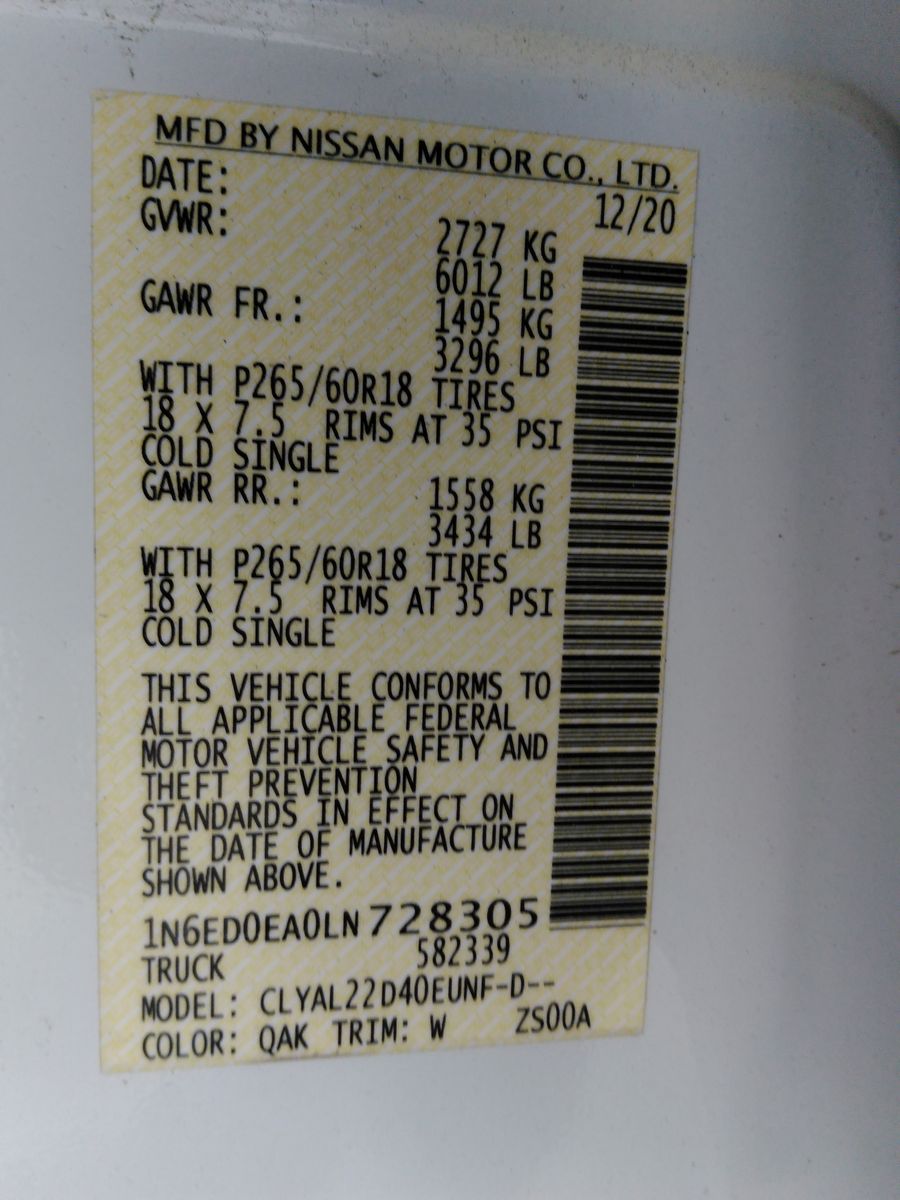 MFD BY NISSAN MOTOR CO., LTD.
DATE: 12/20
GVWR: 2727 KG
6012 LB
GAWR FR.: 1495 KG
3296 LB
WITH P265/60R18 TIRES
18 X 7.5 RIMS AT 35 PSI
COLD SINGLE
GAWR RR.: 1558 KG
3434 LB
WITH P265/60R18 TIRES
18 X 7.5 RIMS AT 35 PSI
COLD SINGLE
THIS VEHICLE CONFORMS TO
ALL APPLICABLE FEDERAL
MOTOR VEHICLE SAFETY AND
THEFT PREVENTION
STANDARDS IN EFFECT ON
THE DATE OF MANUFACTURE
SHOWN ABOVE.
1N6ED0EA0LN728305
582339
TRUCK
MODEL: CLYAL22D40EUNF-D--
COLOR: QAK TRIM: W ZS00A